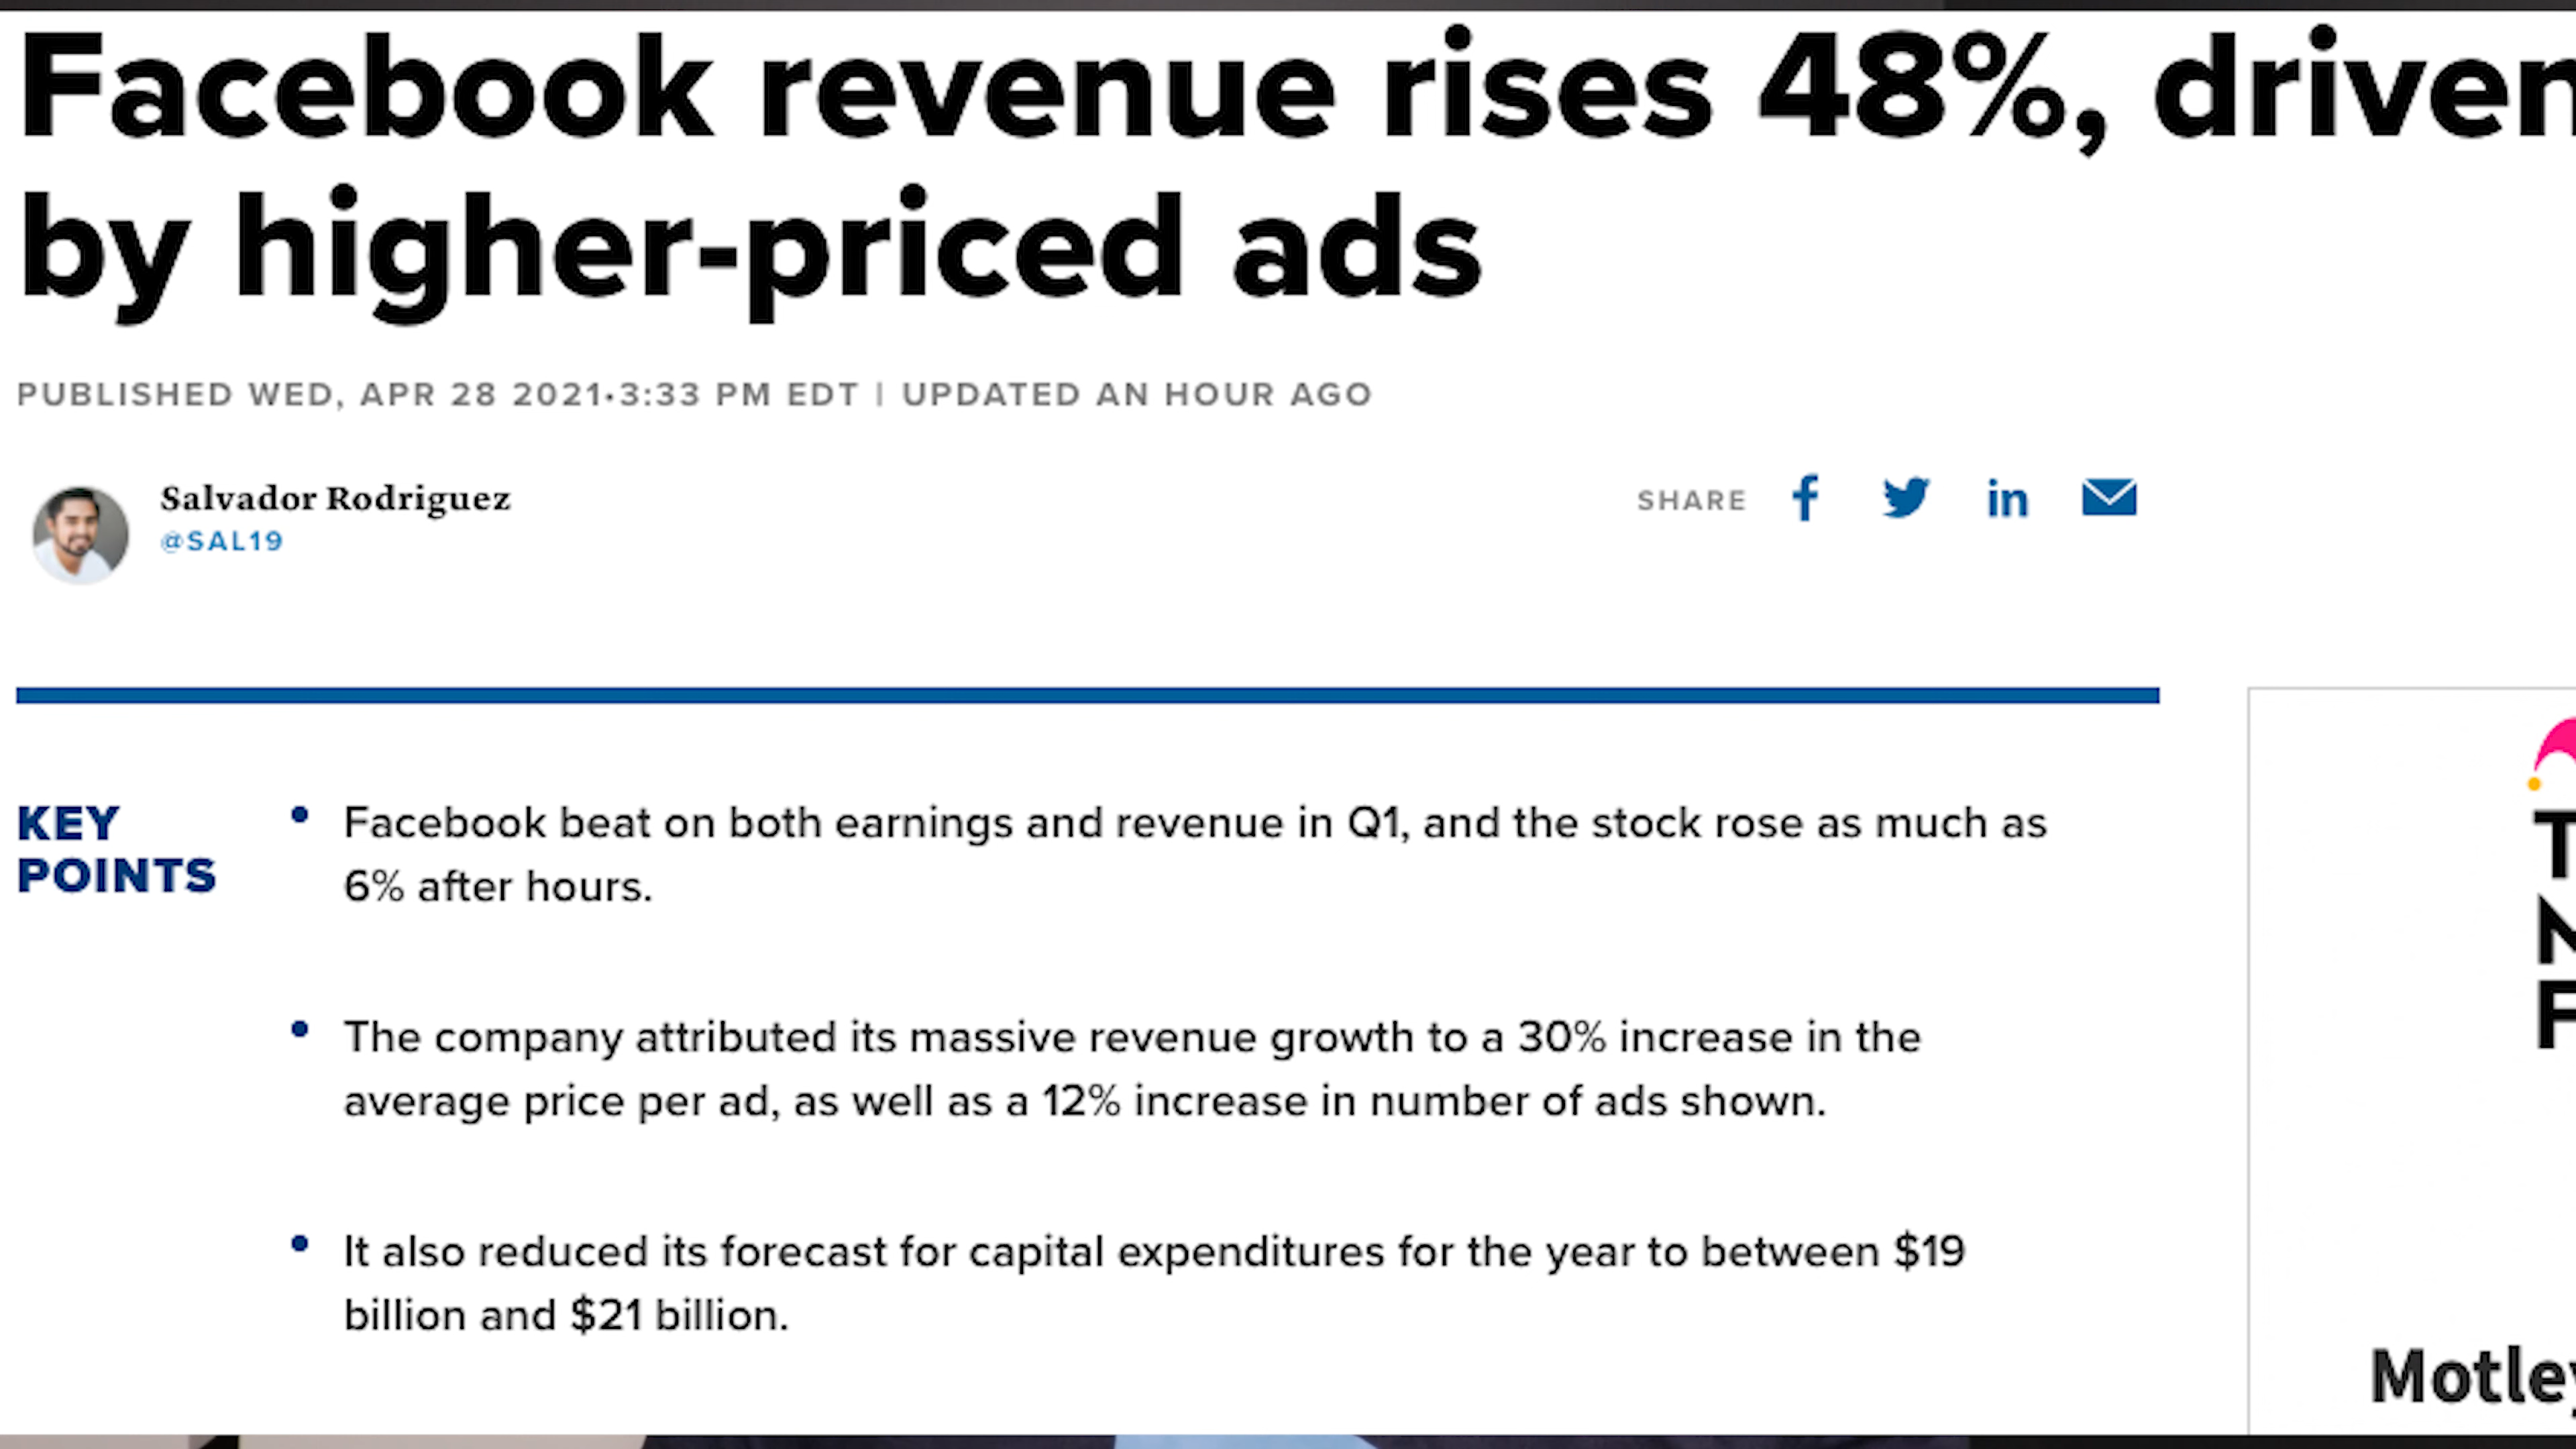 Facebook revenue rises 48%, driven
by higher-priced ads
PUBLISHED WED, APR 28 2021•3:33 PM EDT | UPDATED AN HOUR AGO
Salvador Rodriguez
@SAL19
SHARE
KEY
POINTS
• Facebook beat on both earnings and revenue in Q1, and the stock rose as much as
6% after hours.
• The company attributed its massive revenue growth to a 30% increase in the
average price per ad, as well as a 12% increase in number of ads shown.
• It also reduced its forecast for capital expenditures for the year to between $19
billion and $21 billion.
T
N
F
Motley